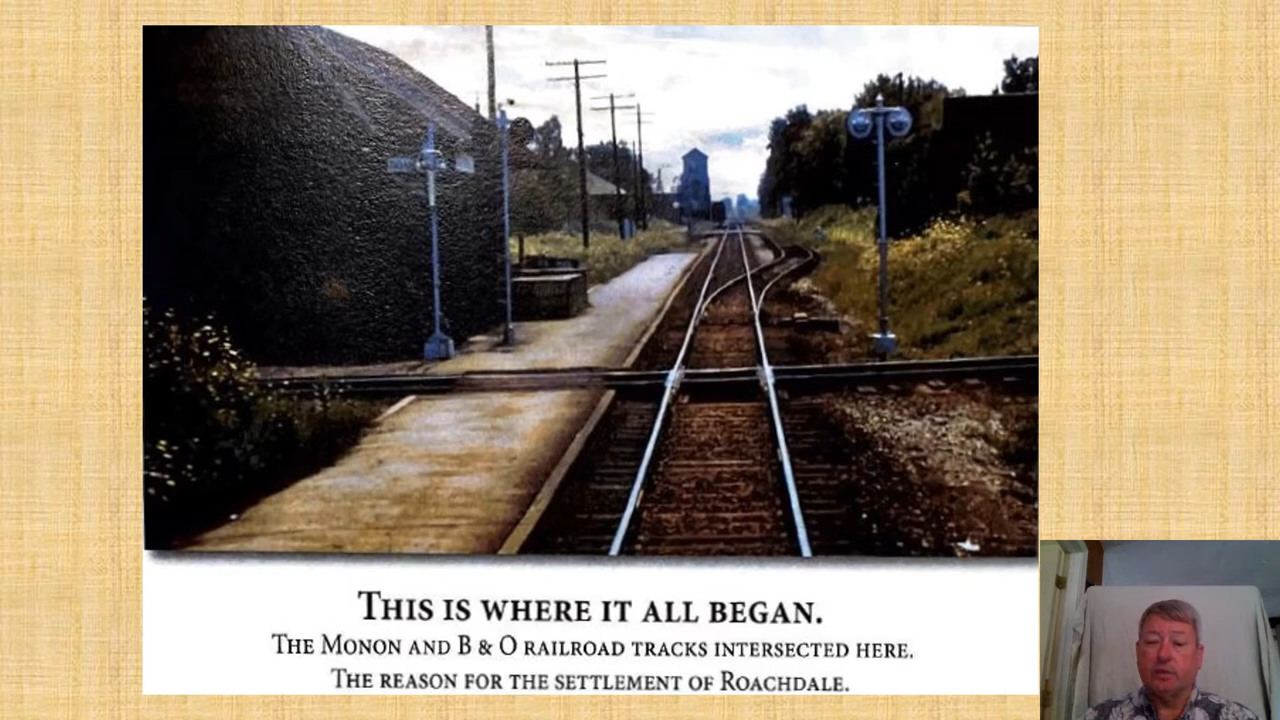 This is where it all began.
The Monon and B & O railroad tracks intersected here.
The reason for the settlement of Roachdale.